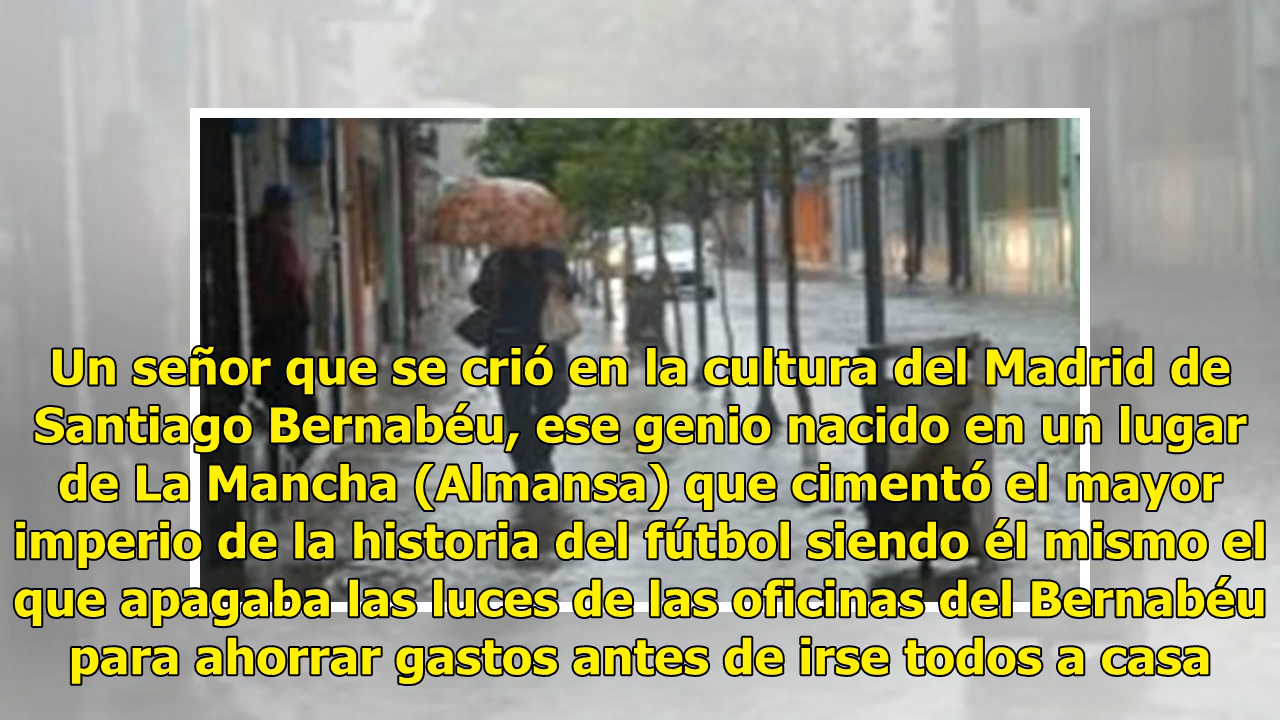 Un señor que se crió en la cultura del Madrid de
Santiago Bernabéu, ese genio nacido en un lugar
de La Mancha (Almansa) que cimentó el mayor
imperio de la historia del fútbol siendo él mismo el
que apagaba las luces de las oficinas del Bernabéu
para ahorrar gastos antes de irse todos a casa